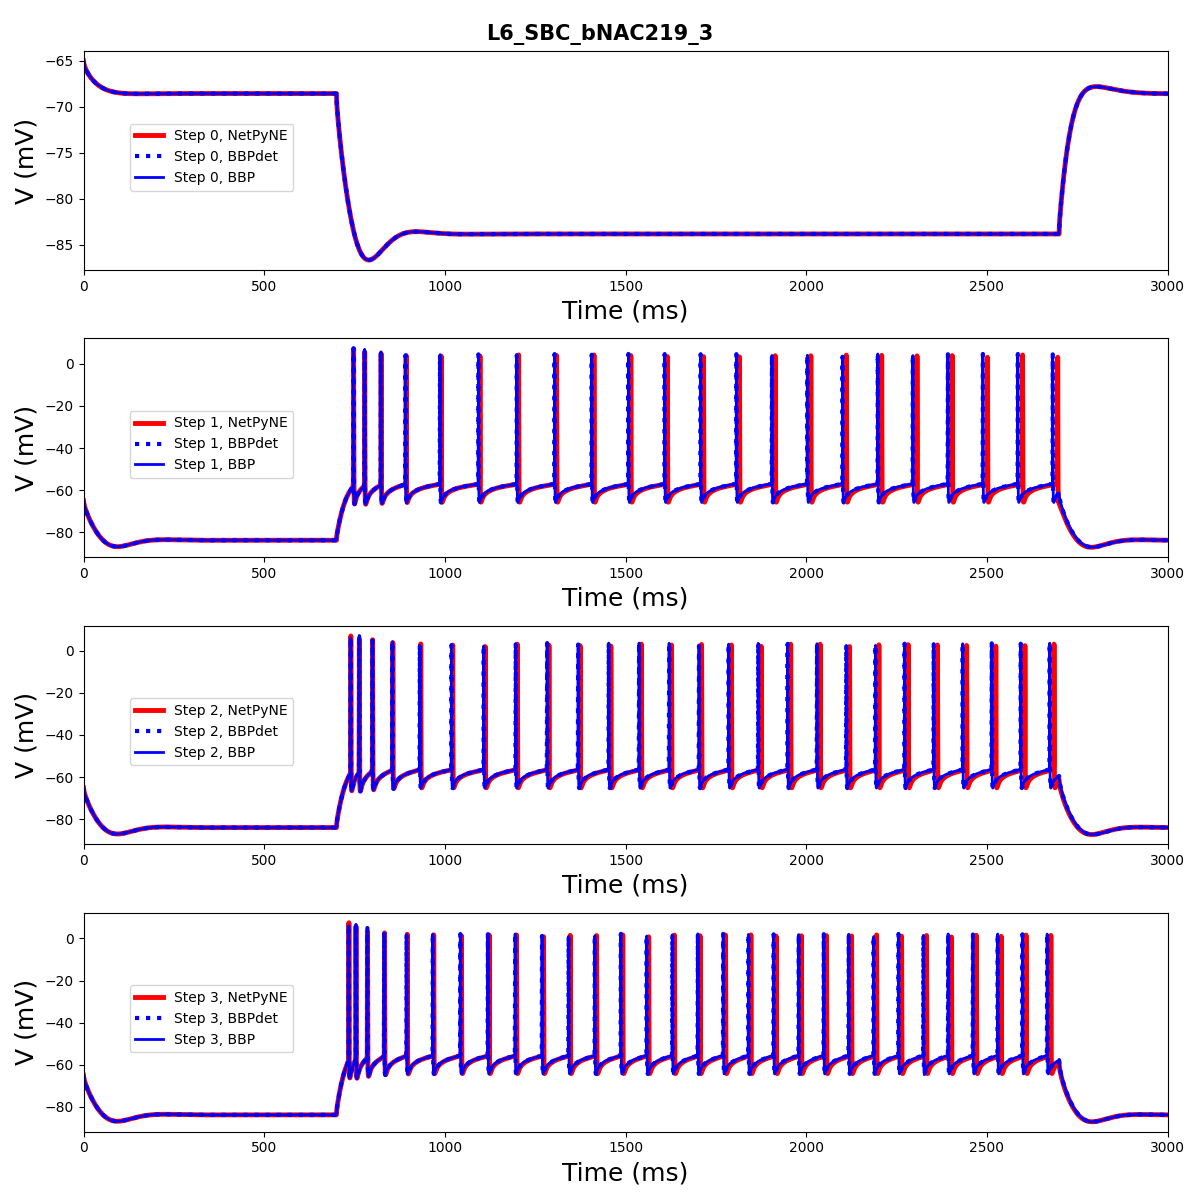 L6_SBC_bNAC219_3
−65
−70
−75
−80
−85
V (mV)
Step 0, NetPyNE
Step 0, BBPdet
Step 0, BBP
0 500 1000 1500 2000 2500 3000
Time (ms)
0
−20
−40
−60
−80
V (mV)
Step 1, NetPyNE
Step 1, BBPdet
Step 1, BBP
0 500 1000 1500 2000 2500 3000
Time (ms)
0
−20
−40
−60
−80
V (mV)
Step 2, NetPyNE
Step 2, BBPdet
Step 2, BBP
0 500 1000 1500 2000 2500 3000
Time (ms)
0
−20
−40
−60
−80
V (mV)
Step 3, NetPyNE
Step 3, BBPdet
Step 3, BBP
0 500 1000 1500 2000 2500 3000
Time (ms)